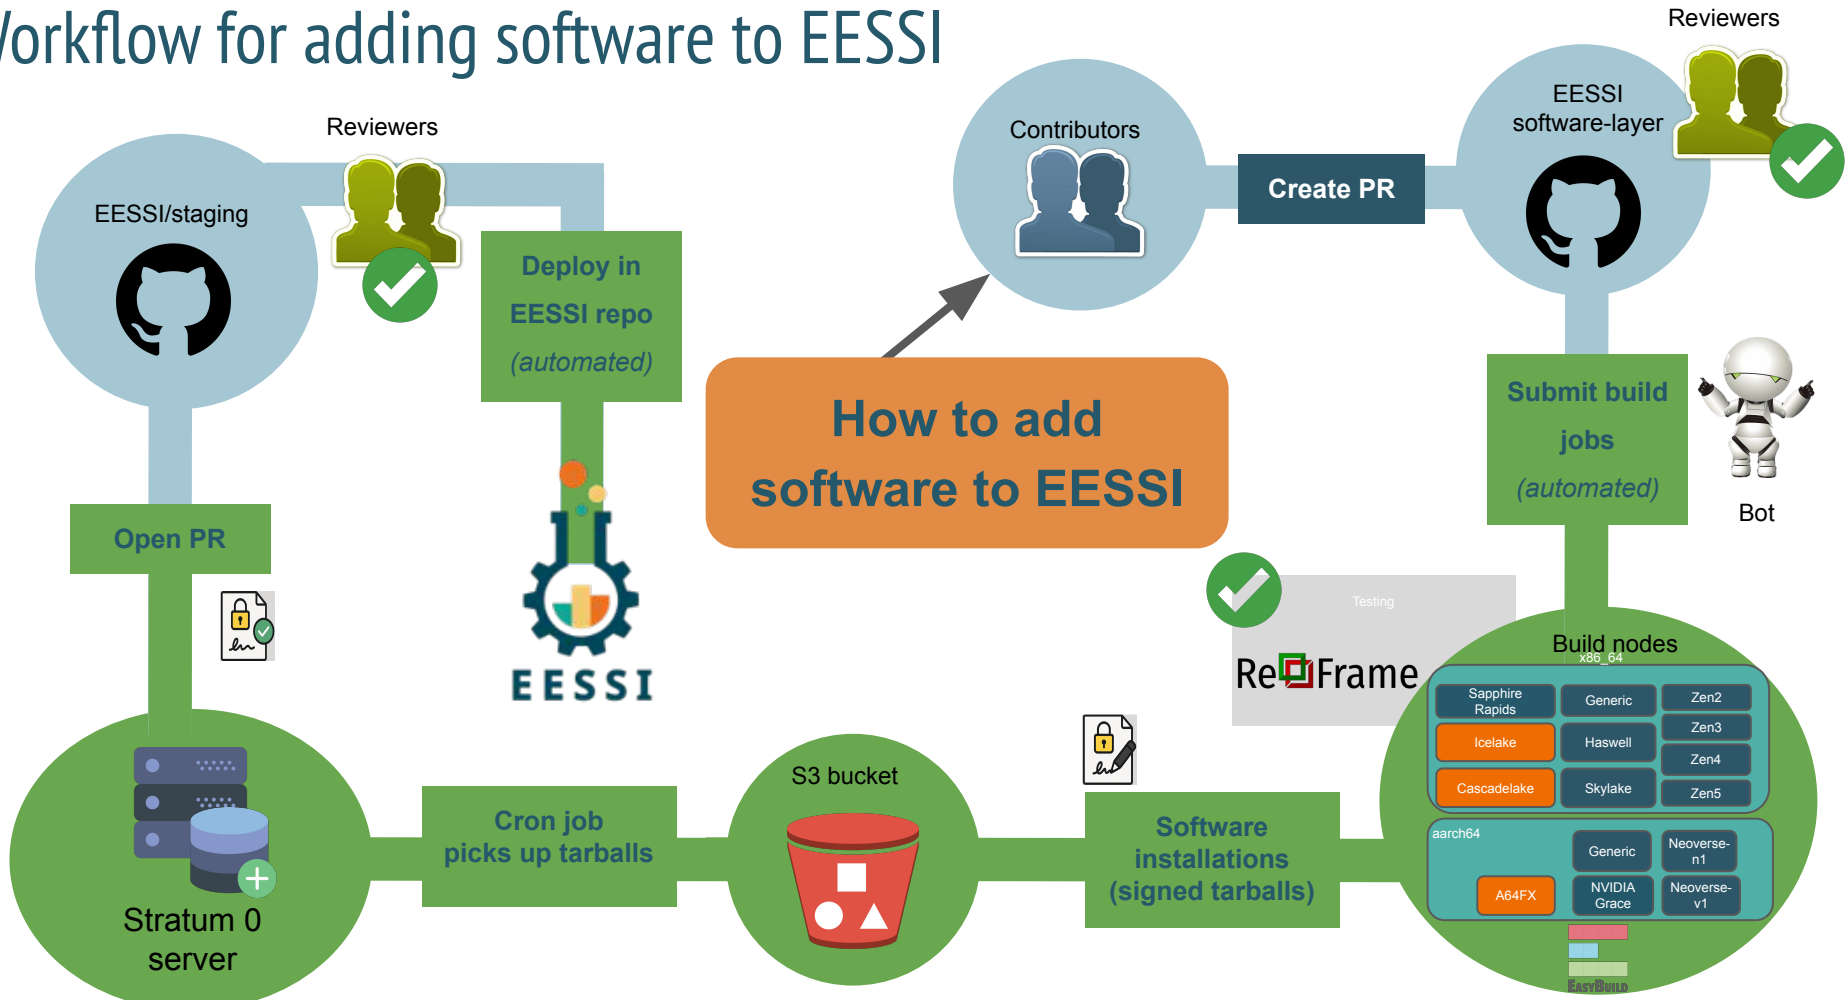 Workflow for adding software to EESSI
Reviewers
EESSI/staging
Deploy in
EESSI repo
(automated)
Open PR
EESSI
Contributors
Create PR
EESSI
software-layer
Reviewers
How to add
software to EESSI
Submit build
jobs
(automated)
Bot
Testing
ReFrame
Build nodes
x86_64
Sapphire
Rapids
Generic
Zen2
Zen3
Icelake
Haswell
Zen4
Cascadelake
Skylake
Zen5
aarch64
Generic
Neoverse-
n1
A64FX
NVIDIA
Grace
Neoverse-
v1
EASYBUILD
Software
installations
(signed tarballs)
S3 bucket
Cron job
picks up tarballs
Stratum 0
server